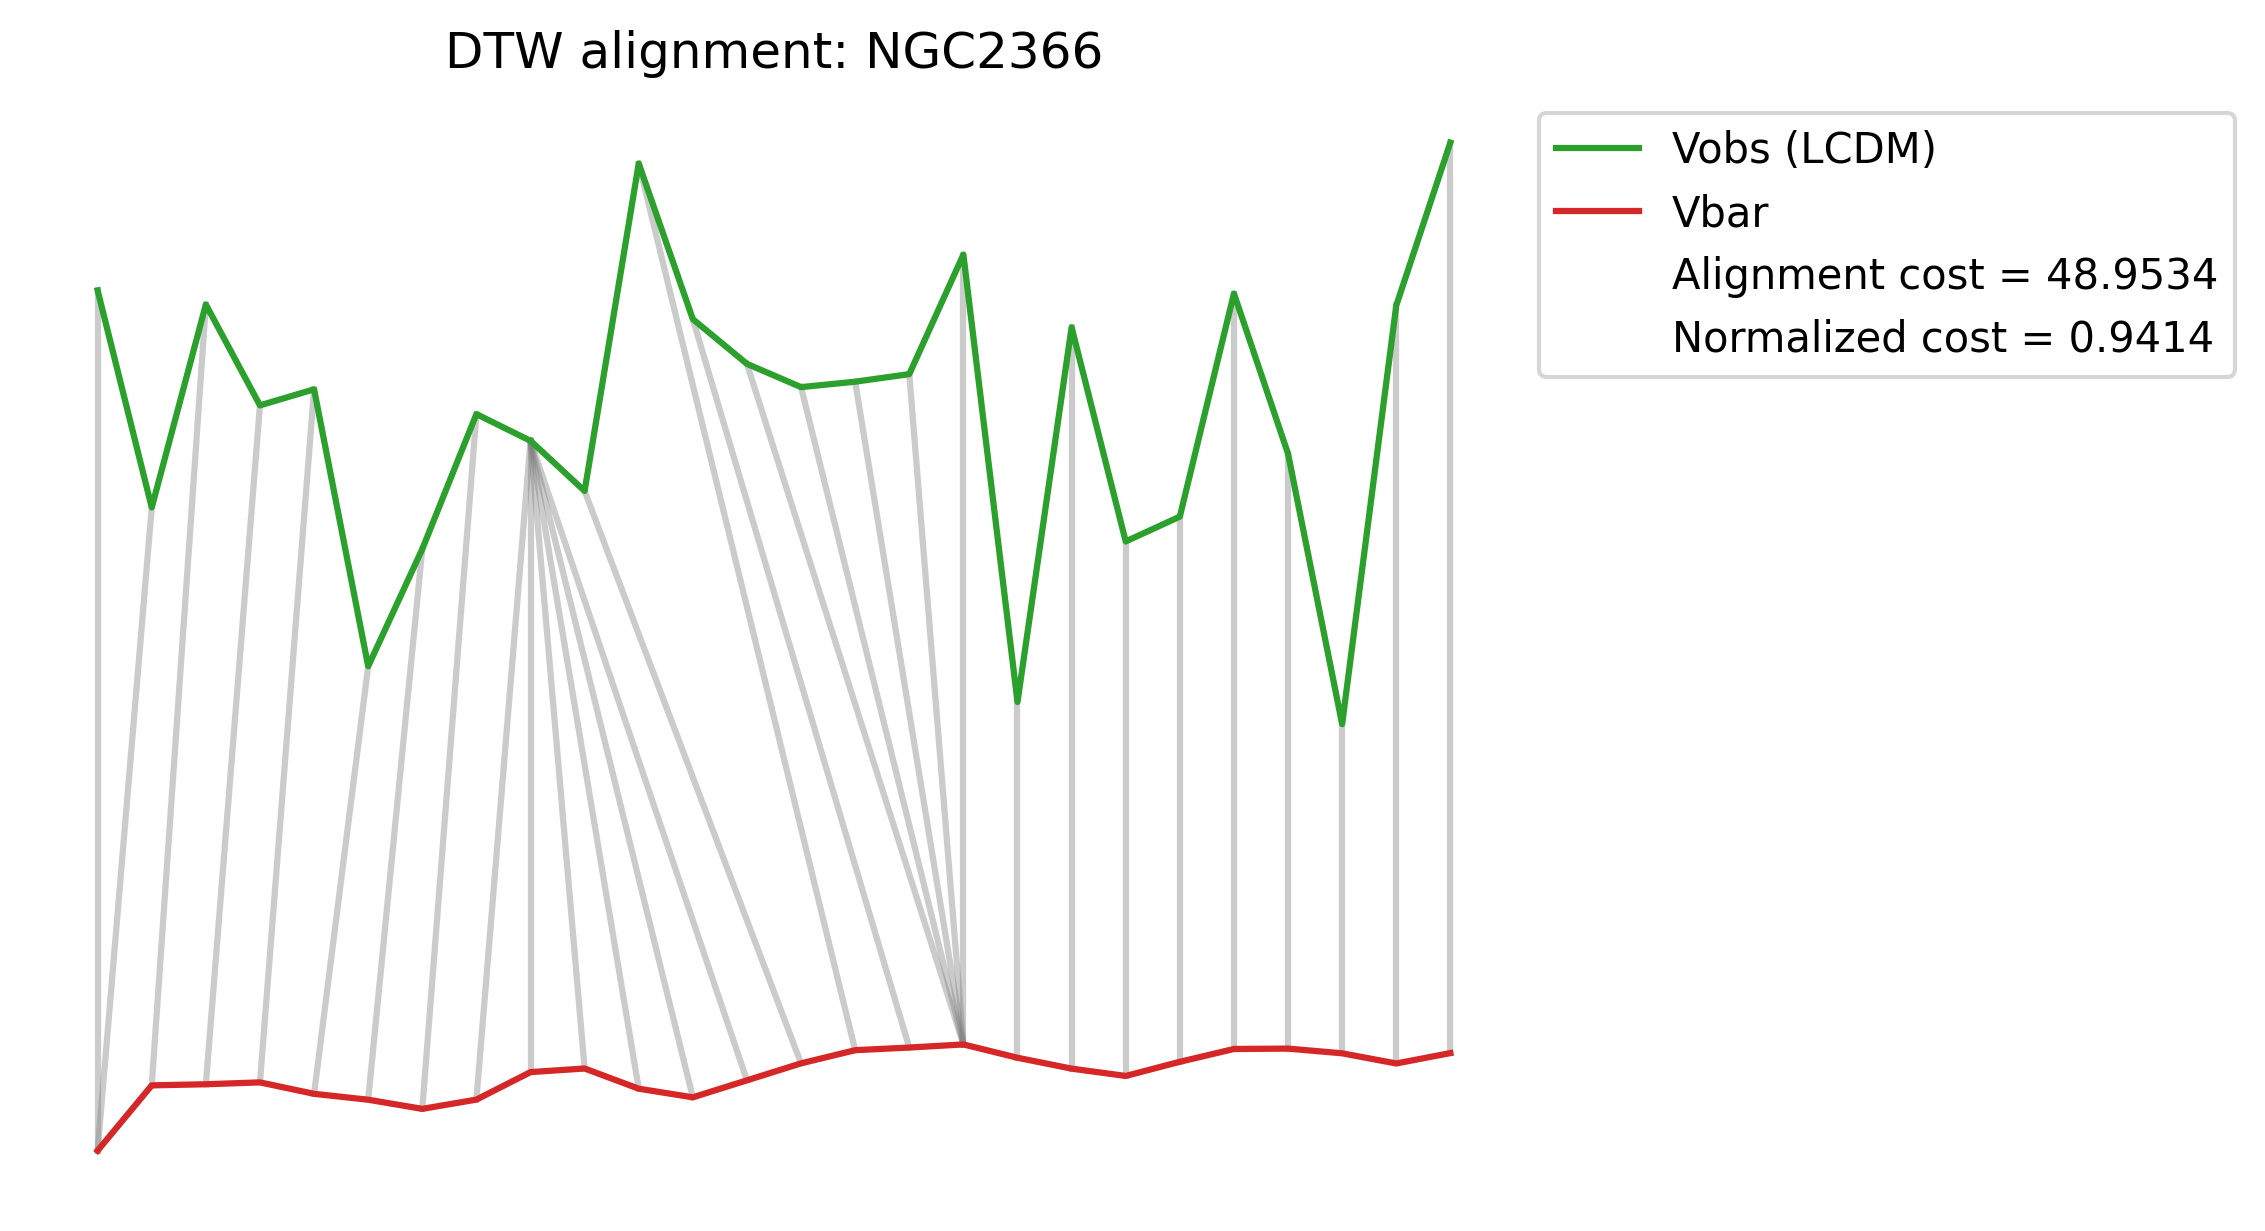 DTW alignment: NGC2366
Vobs (LCDM)
Vbar
Alignment cost = 48.9534
Normalized cost = 0.9414